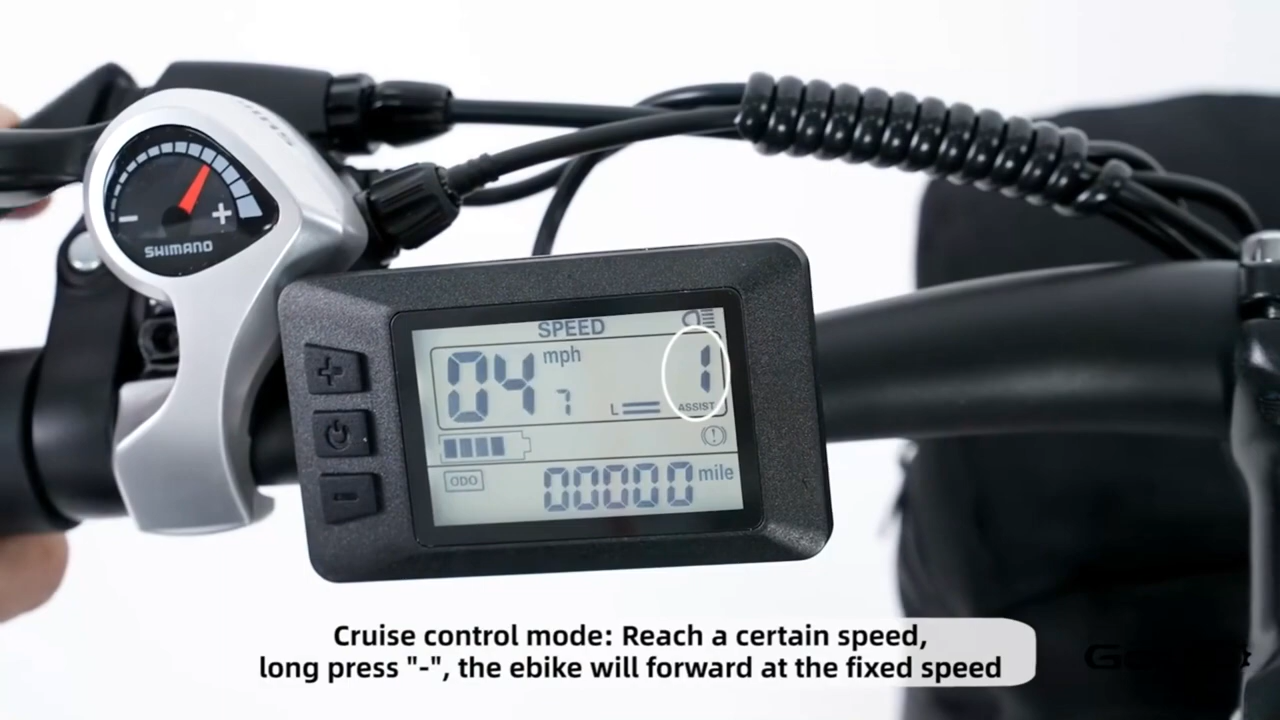 SHIMANO
SPEED
04 mph
7
L
1
ASSIST
ODO
00000 mile
Cruise control mode: Reach a certain speed,
long press "-", the ebike will forward at the fixed speed